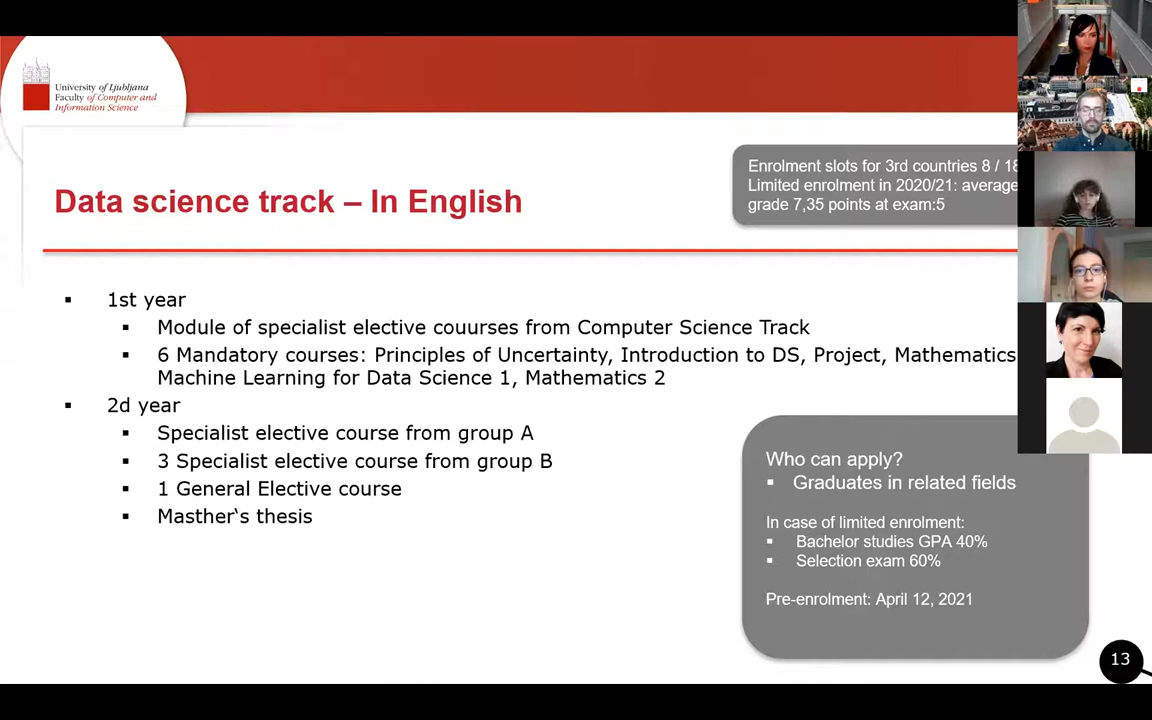 University of Ljubljana
Faculty of Computer and
Information Science
Enrolment slots for 3rd countries 8 / 18
Limited enrolment in 2020/21: average
grade 7,35 points at exam:5
Data science track – In English
▪ 1st year
▪ Module of specialist elective couurses from Computer Science Track
▪ 6 Mandatory courses: Principles of Uncertainty, Introduction to DS, Project, Mathematics
Machine Learning for Data Science 1, Mathematics 2
▪ 2d year
▪ Specialist elective course from group A
▪ 3 Specialist elective course from group B
▪ 1 General Elective course
▪ Masther‘s thesis
Who can apply?
▪ Graduates in related fields
In case of limited enrolment:
▪ Bachelor studies GPA 40%
▪ Selection exam 60%
Pre-enrolment: April 12, 2021
13